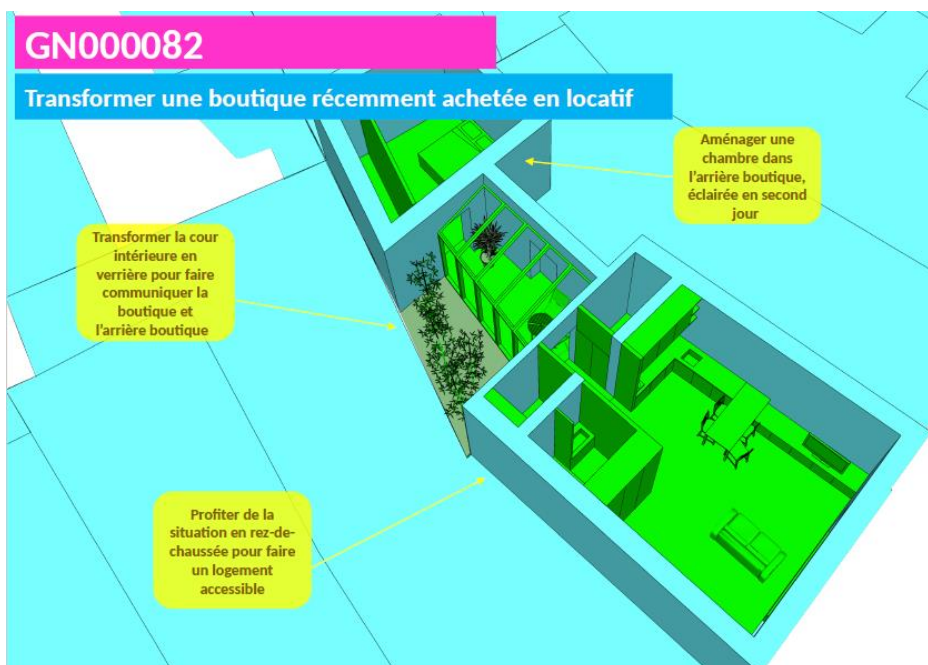 GN000082
Transformer une boutique récemment achetée en locatif
Aménager une
chambre dans
l’arrière boutique,
éclairée en second
jour
Transformer la cour
intérieure en
verrière pour faire
communiquer la
boutique et
l’arrière boutique
Profiter de la
situation en rez-de-
chaussée pour faire
un logement
accessible